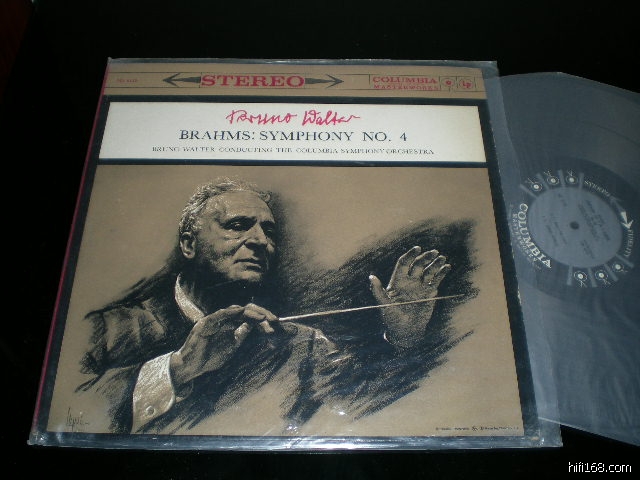 STEREO
COLUMBIA
MASTERWORKS
Bruno Walter
BRAHMS: SYMPHONY NO. 4
BRUNO WALTER CONDUCTING THE COLUMBIA SYMPHONY ORCHESTRA
COLUMBIA
STEREO
hifi168.com